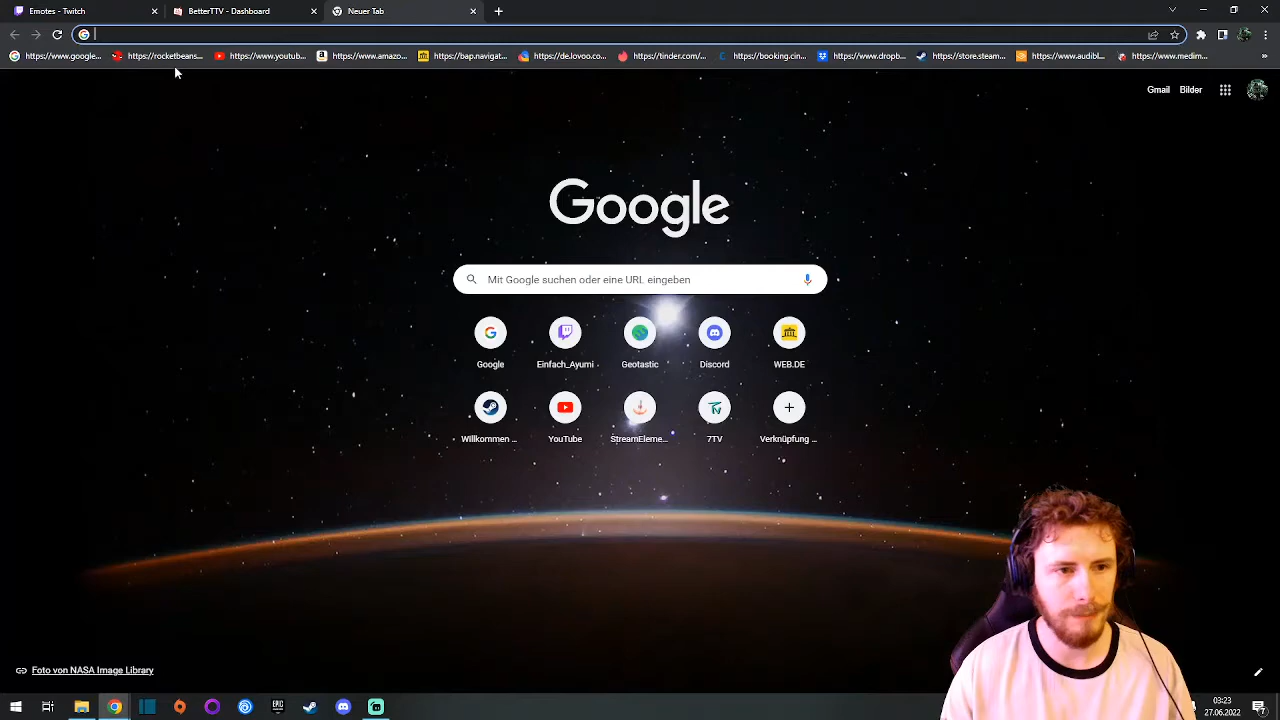 Emotes - Twitch
BetterTTV - Dashboard
Neuer Tab
https://www.google...
https://rocketbeans...
https://www.youtub...
https://www.amazo...
https://bap.navigat...
https://de.lovoo.co...
https://tinder.com/...
https://booking.cin...
https://www.dropb...
https://store.steam...
https://www.audibl...
https://www.medim...
Gmail
Bilder
Google
Mit Google suchen oder eine URL eingeben
Google
Einfach_Ayumi
Geotastic
Discord
WEB.DE
Willkommen ...
YouTube
StreamEleme...
7TV
Verknüpfung ...
Foto von NASA Image Library
EPIC
03:23
27.06.2022